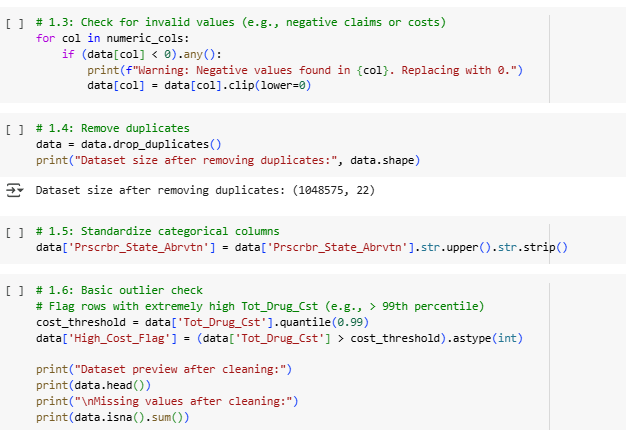 [ ] # 1.3: Check for invalid values (e.g., negative claims or costs)
for col in numeric_cols:
    if (data[col] < 0).any():
        print(f"Warning: Negative values found in {col}. Replacing with 0.")
        data[col] = data[col].clip(lower=0)
[ ] # 1.4: Remove duplicates
data = data.drop_duplicates()
print("Dataset size after removing duplicates:", data.shape)
Dataset size after removing duplicates: (1048575, 22)
[ ] # 1.5: Standardize categorical columns
data['Prscrbr_State_Abrvtn'] = data['Prscrbr_State_Abrvtn'].str.upper().str.strip()
[ ] # 1.6: Basic outlier check
# Flag rows with extremely high Tot_Drug_Cst (e.g., > 99th percentile)
cost_threshold = data['Tot_Drug_Cst'].quantile(0.99)
data['High_Cost_Flag'] = (data['Tot_Drug_Cst'] > cost_threshold).astype(int)
print("Dataset preview after cleaning:")
print(data.head())
print("\nMissing values after cleaning:")
print(data.isna().sum())